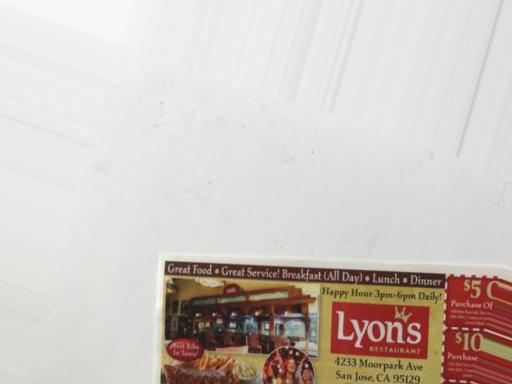 Great Food • Great Service! Breakfast (All Day) • Lunch • Dinner
Happy Hour 3pm-6pm Daily!
Lyon's
RESTAURANT
4233 Moorpark Ave
San Jose, CA 95129
Best Ribs
In Town!
$5
Purchase Of
$10
Purchase